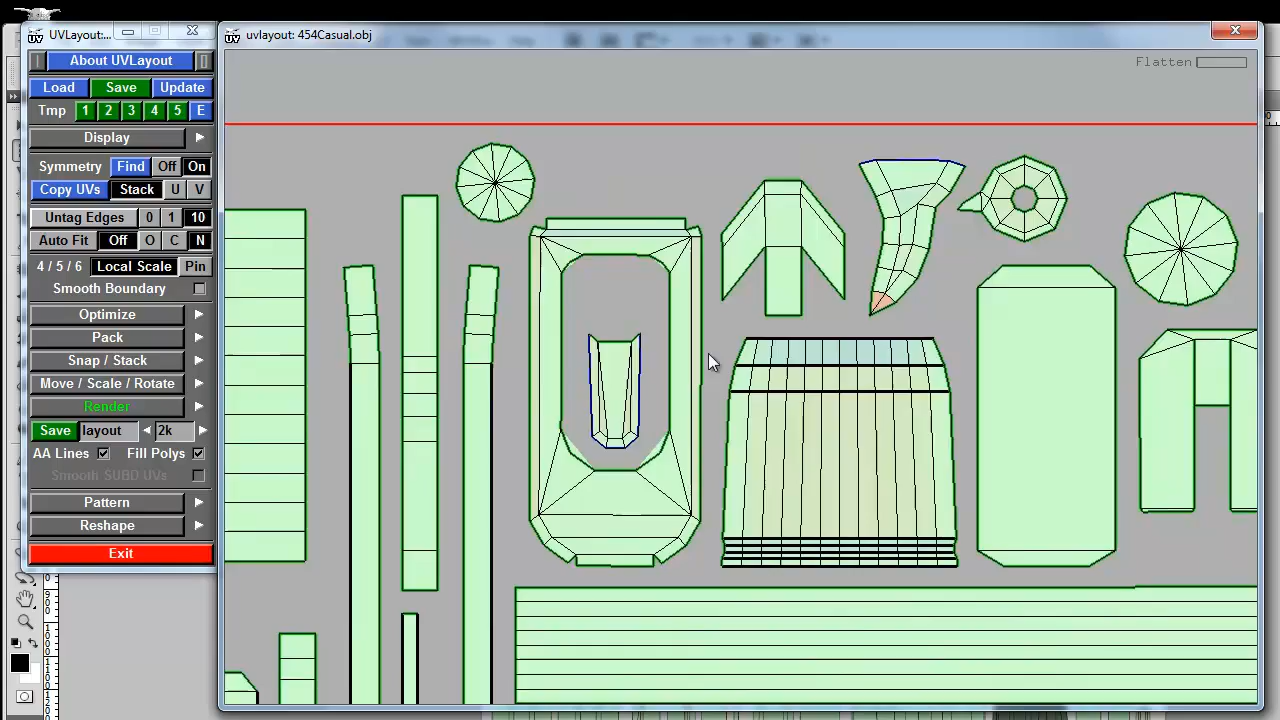 UVLayout:...
uvlayout: 454Casual.obj
About UVLayout
Flatten
Load Save Update
Tmp 1 2 3 4 5 E
Display
Symmetry Find Off On
Copy UVs Stack U V
Untag Edges 0 1 10
Auto Fit Off O C N
4 / 5 / 6 Local Scale Pin
Smooth Boundary
Optimize
Pack
Snap / Stack
Move / Scale / Rotate
Render
Save layout 2k
AA Lines Fill Polys
Smooth SUBD UVs
Pattern
Reshape
Exit